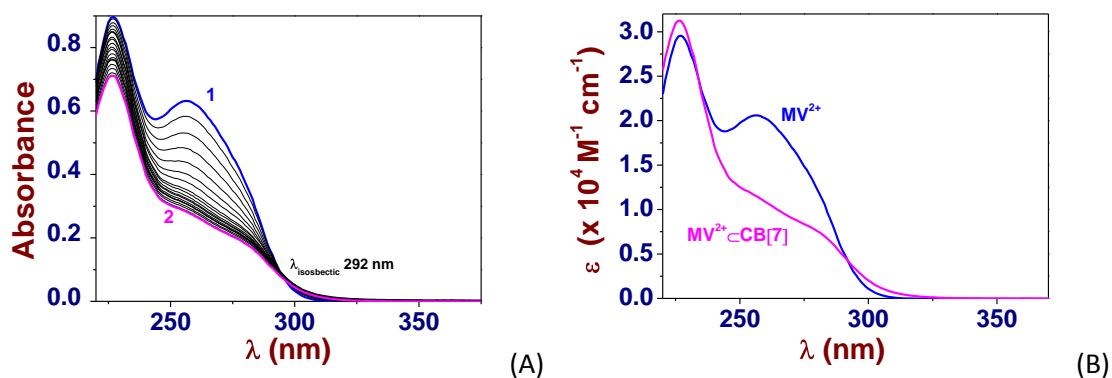 Absorbance
0.8
0.6
0.4
0.2
0.0
1
2
λisosbectic 292 nm
250
300
350
λ (nm)
(A)
ε (x 10⁴ M⁻¹ cm⁻¹)
3.0
2.5
2.0
1.5
1.0
0.5
0.0
MV²⁺
MV²⁺⊂CB[7]
250
300
350
λ (nm)
(B)